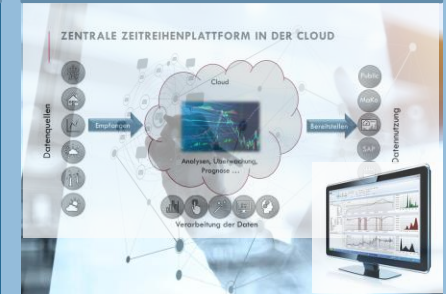 ZENTRALE ZEITREIHENPLATTFORM IN DER CLOUD
Cloud
Datenquellen
Empfangen
Bereitstellen
Analysen, Überwachung,
Prognose ...
Verarbeitung der Daten
Public
MaKo
SAP
Datennutzung